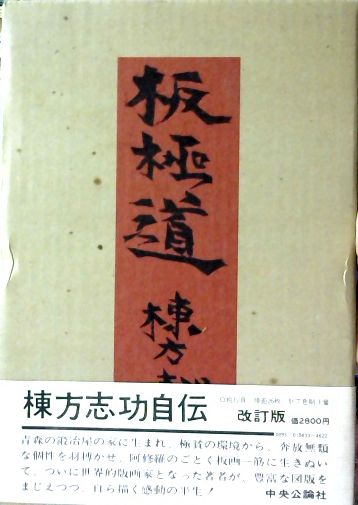 板極道
棟方
棟方志功自伝
改訂版 価2800円
青森の鍛冶屋の家に生まれ、極貧の環境から、奔放無類
な個性を羽搏かせ、阿修羅のごとく板画一筋に生きぬい
て、ついに世界的版画家となった著者が、豊富な図版を
まじえつつ、自ら描く感動の半生！
中央公論社